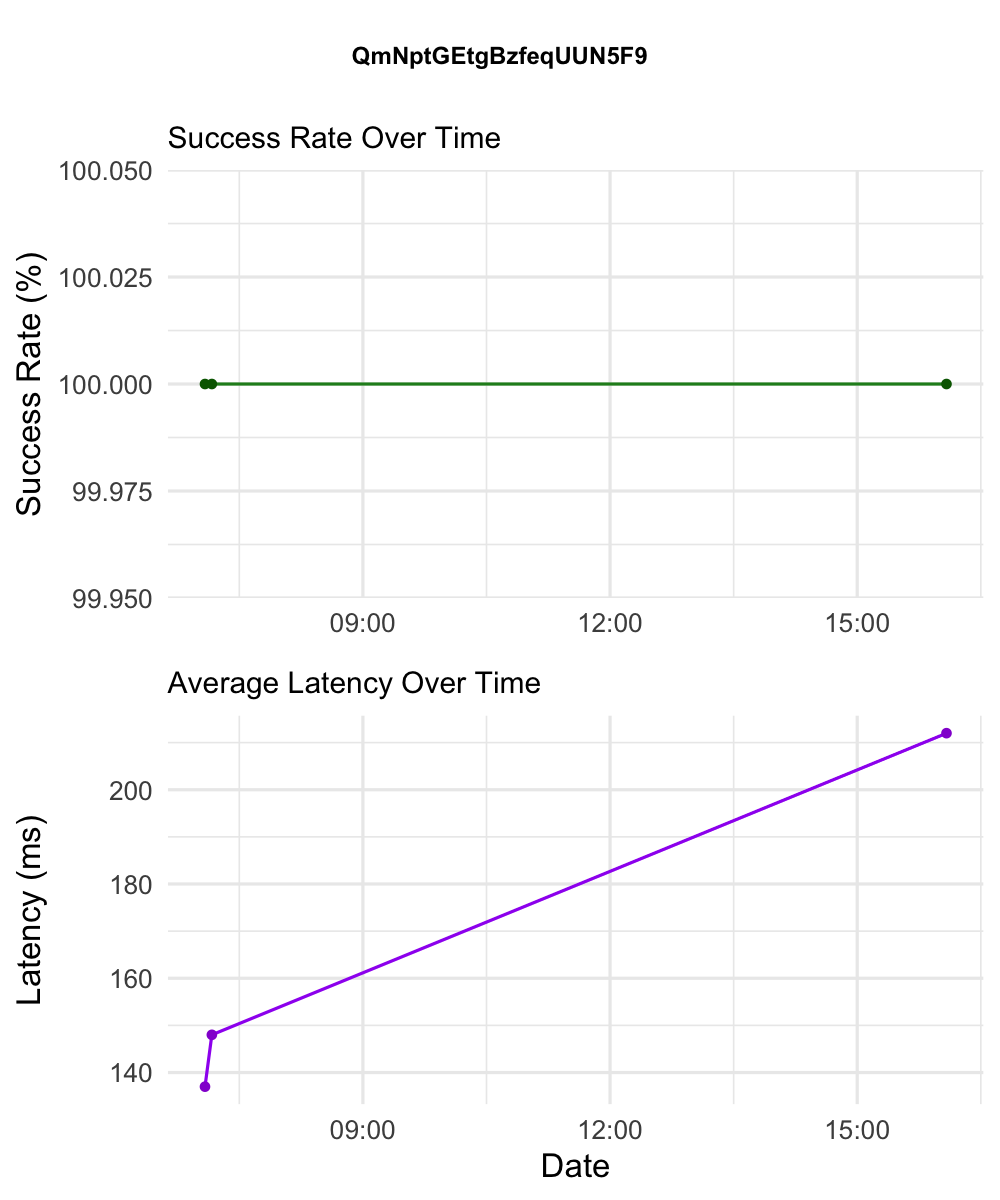 QmNptGEtgBzfeqUUN5F9
Success Rate Over Time
Success Rate (%)
100.050
100.025
100.000
99.975
99.950
09:00 12:00 15:00
Average Latency Over Time
Latency (ms)
200
180
160
140
09:00 12:00 15:00
Date